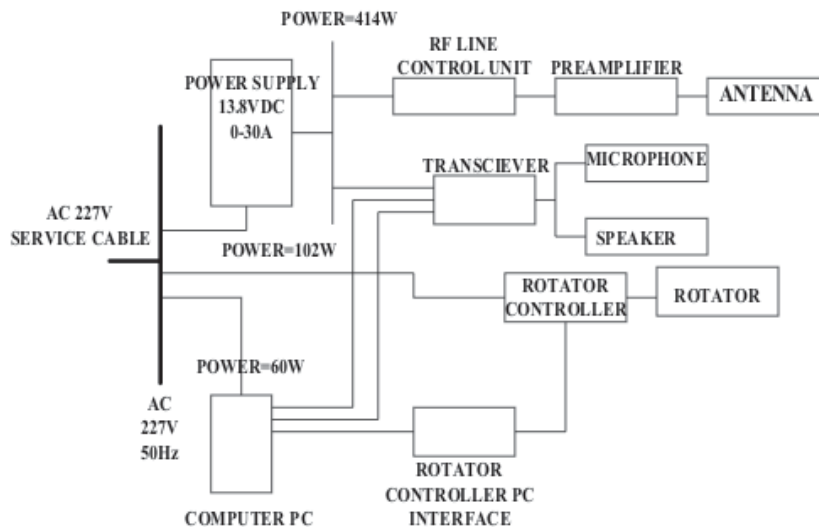 POWER=414W
RF LINE
CONTROL UNIT
PREAMPLIFIER
ANTENNA
POWER SUPPLY
13.8VDC
0-30A
TRANSCIEVER
MICROPHONE
SPEAKER
AC 227V
SERVICE CABLE
POWER=102W
ROTATOR
CONTROLLER
ROTATOR
POWER=60W
AC
227V
50Hz
COMPUTER PC
ROTATOR
CONTROLLER PC
INTERFACE